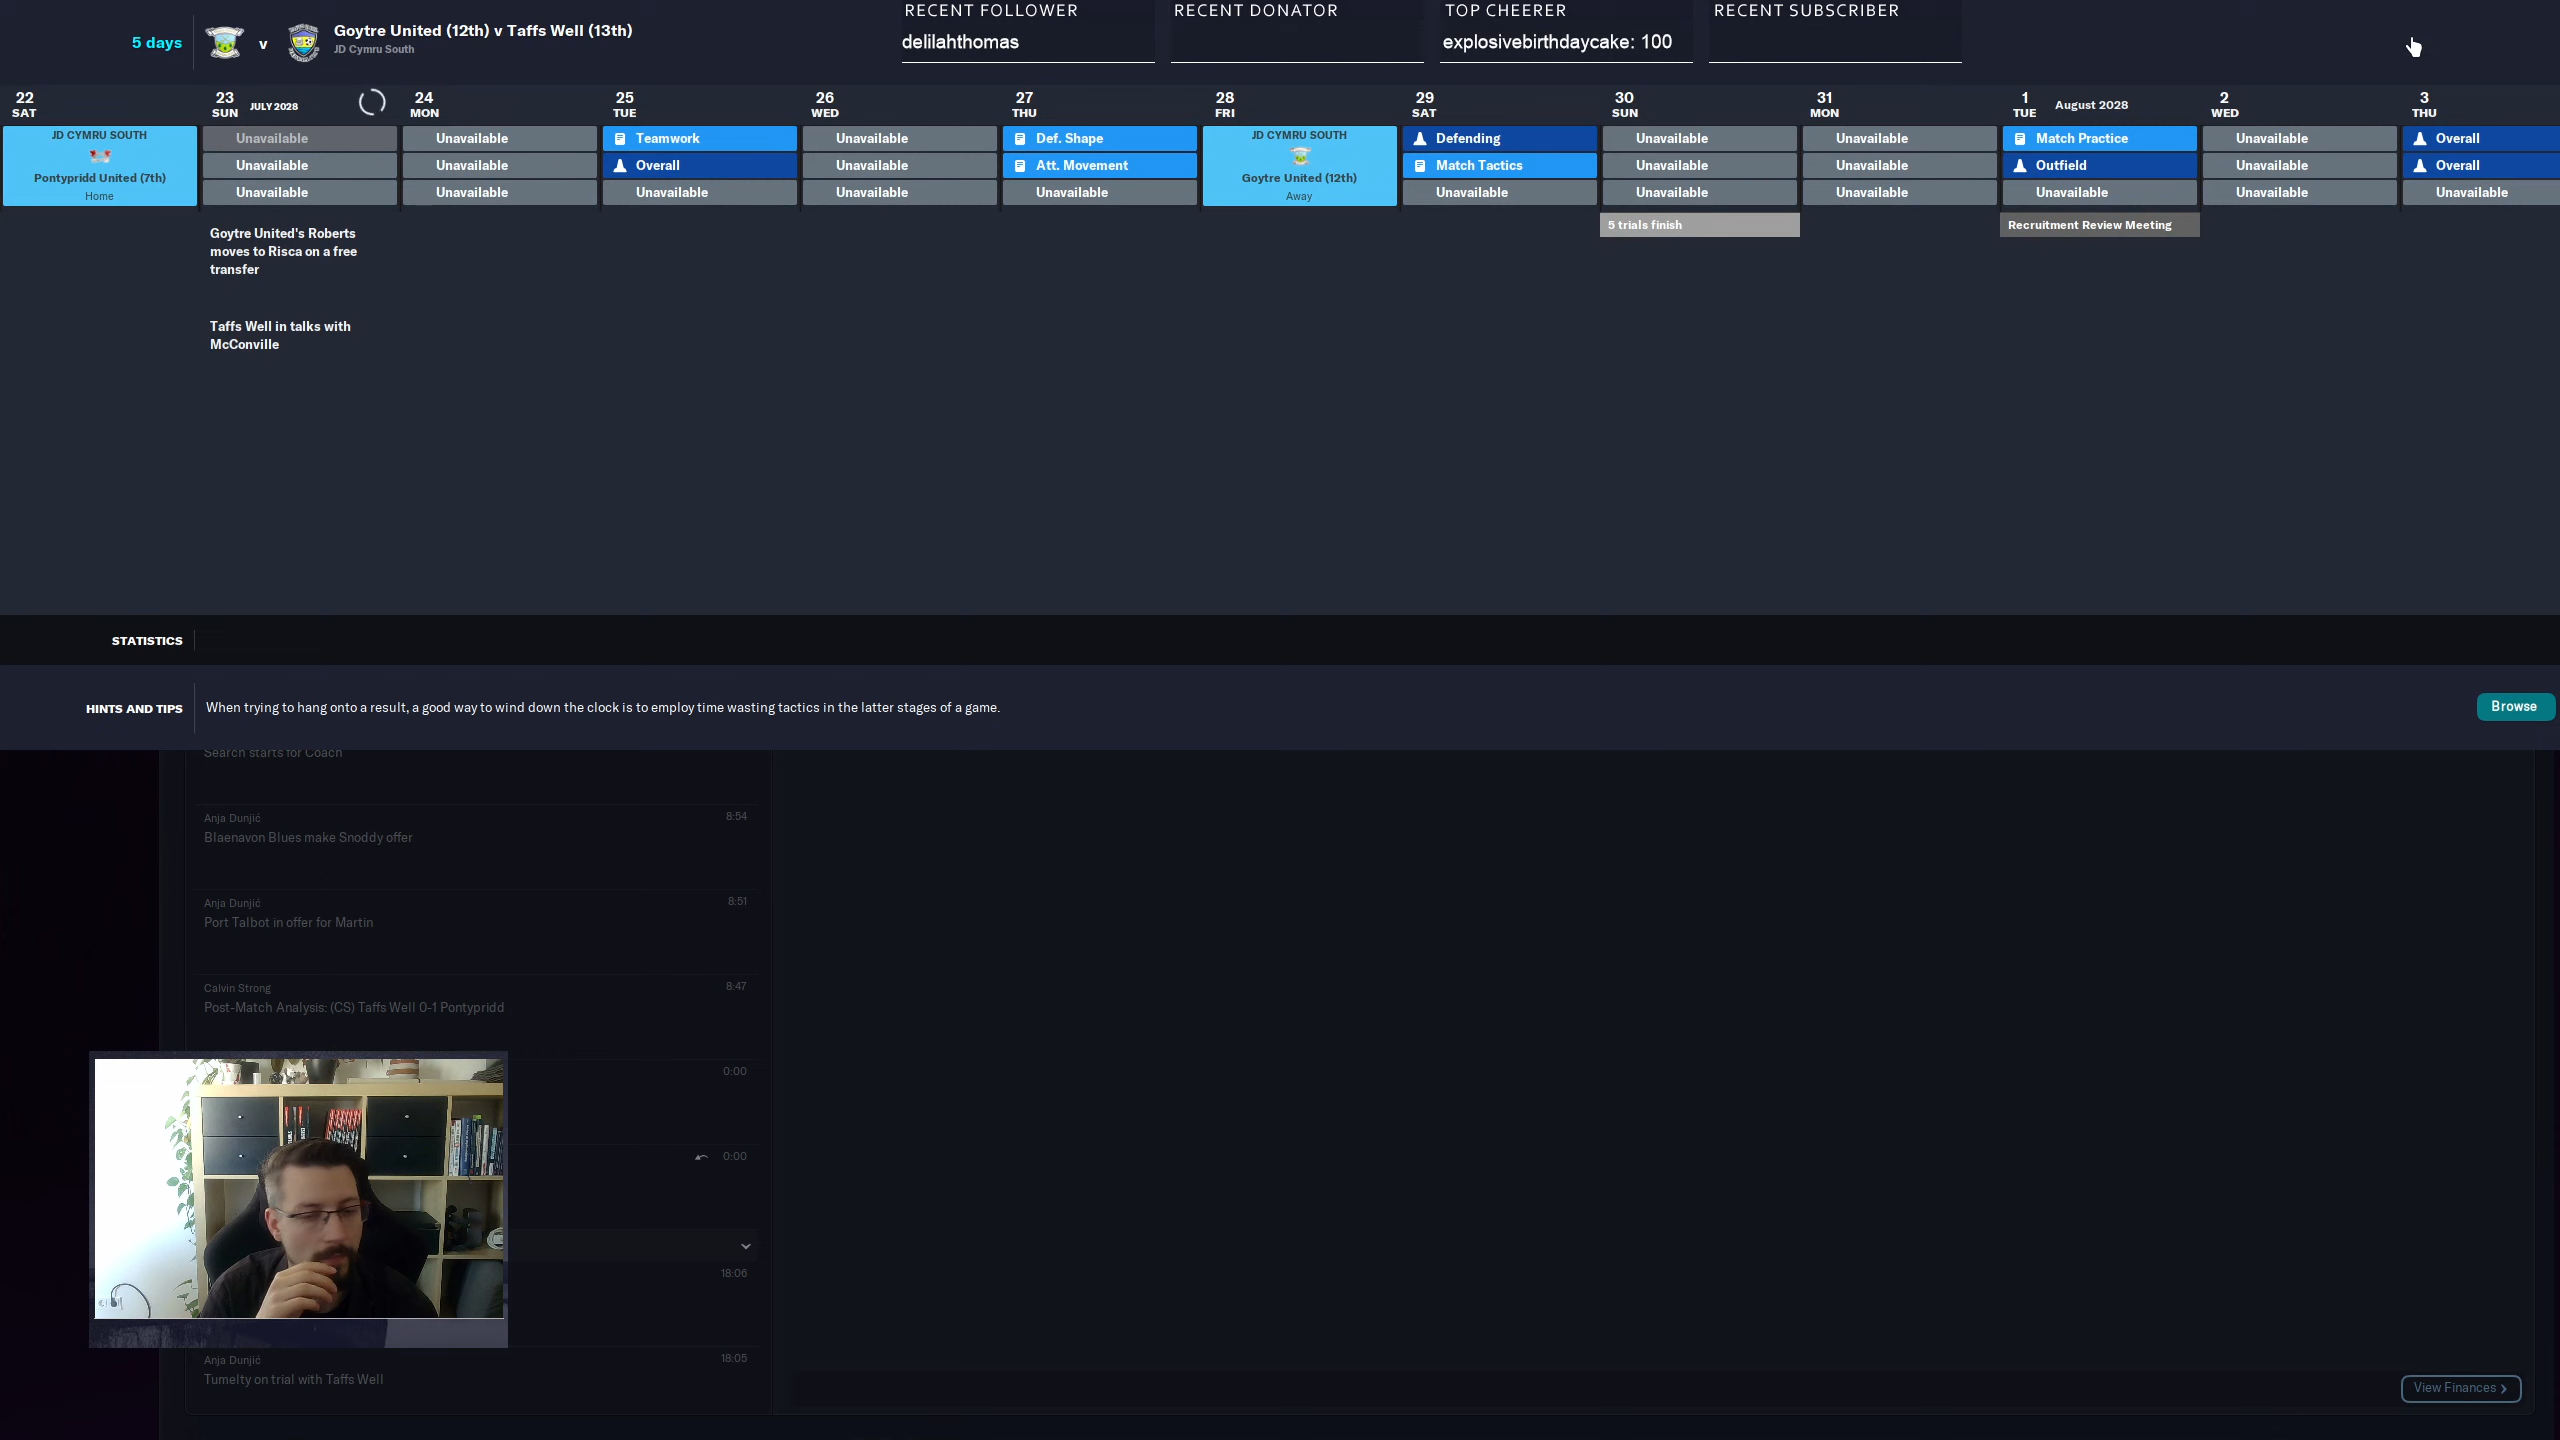 RECENT FOLLOWER
RECENT DONATOR
TOP CHEERER
RECENT SUBSCRIBER
5 days
v
Goytre United (12th) v Taffs Well (13th)
JD Cymru South
delilahthomas
explosivebirthdaycake: 100
22
SAT
23
SUN
JULY 2028
24
MON
25
TUE
26
WED
27
THU
28
FRI
29
SAT
30
SUN
31
MON
1
TUE
August 2028
2
WED
3
THU
JD CYMRU SOUTH
Pontypridd United (7th)
Home
Unavailable
Unavailable
Unavailable
Unavailable
Unavailable
Unavailable
Teamwork
Overall
Unavailable
Unavailable
Unavailable
Unavailable
Def. Shape
Att. Movement
Unavailable
JD CYMRU SOUTH
Goytre United (12th)
Away
Defending
Match Tactics
Unavailable
Unavailable
Unavailable
Unavailable
Unavailable
Unavailable
Unavailable
Match Practice
Outfield
Unavailable
Unavailable
Unavailable
Unavailable
Overall
Overall
Unavailable
5 trials finish
Recruitment Review Meeting
Goytre United's Roberts
moves to Risca on a free
transfer
Taffs Well in talks with
McConville
STATISTICS
HINTS AND TIPS
When trying to hang onto a result, a good way to wind down the clock is to employ time wasting tactics in the latter stages of a game.
Browse
Search starts for Coach
Anja Dunjić
8:54
Blaenavon Blues make Snoddy offer
Anja Dunjić
8:51
Port Talbot in offer for Martin
Calvin Strong
8:47
Post-Match Analysis: (CS) Taffs Well 0-1 Pontypridd
0:00
0:00
18:06
Anja Dunjić
18:05
Tumelty on trial with Taffs Well
View Finances